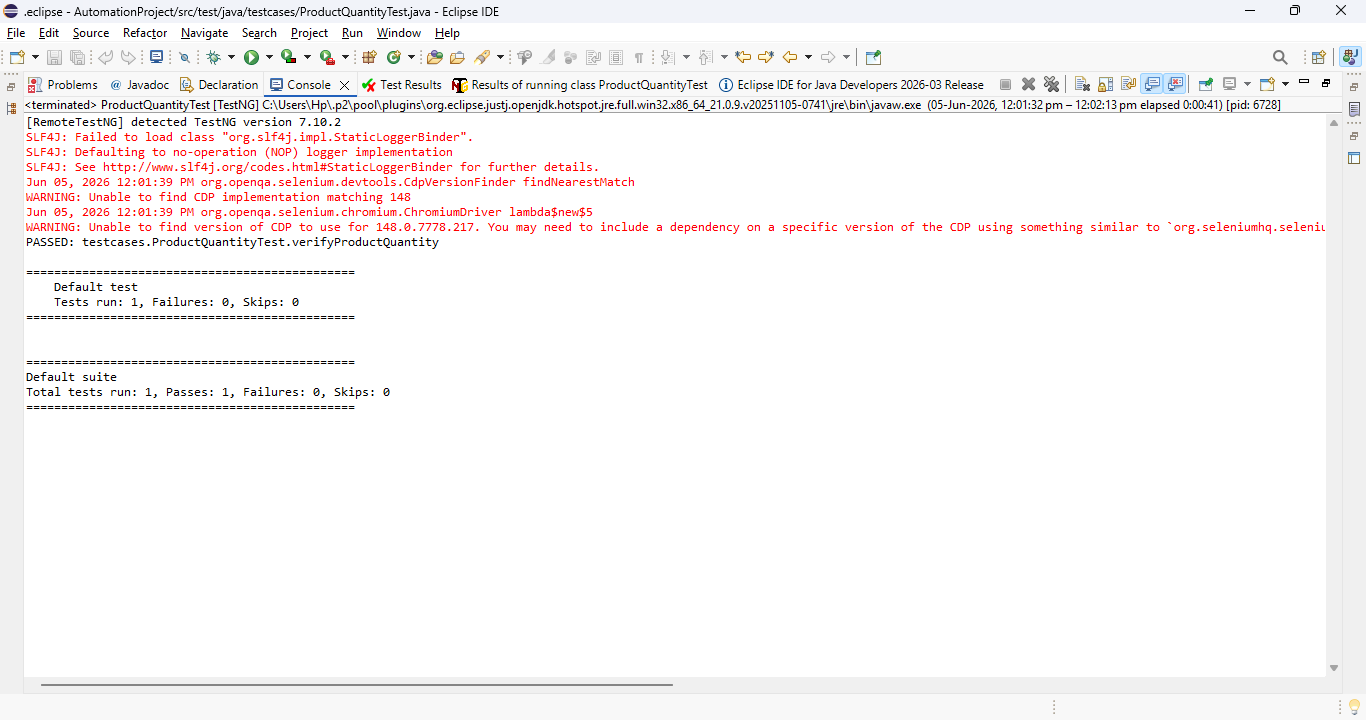 .eclipse - AutomationProject/src/test/java/testcases/ProductQuantityTest.java - Eclipse IDE
File Edit Source Refactor Navigate Search Project Run Window Help
Problems @ Javadoc Declaration Console Test Results Results of running class ProductQuantityTest Eclipse IDE for Java Developers 2026-03 Release
<terminated> ProductQuantityTest [TestNG] C:\Users\Hp\.p2\pool\plugins\org.eclipse.justj.openjdk.hotspot.jre.full.win32.x86_64_21.0.9.v20251105-0741\jre\bin\javaw.exe (05-Jun-2026, 12:01:32 pm – 12:02:13 pm elapsed 0:00:41) [pid: 6728]
[RemoteTestNG] detected TestNG version 7.10.2
SLF4J: Failed to load class "org.slf4j.impl.StaticLoggerBinder".
SLF4J: Defaulting to no-operation (NOP) logger implementation
SLF4J: See http://www.slf4j.org/codes.html#StaticLoggerBinder for further details.
Jun 05, 2026 12:01:39 PM org.openqa.selenium.devtools.CdpVersionFinder findNearestMatch
WARNING: Unable to find CDP implementation matching 148
Jun 05, 2026 12:01:39 PM org.openqa.selenium.chromium.ChromiumDriver lambda$new$5
WARNING: Unable to find version of CDP to use for 148.0.7778.217. You may need to include a dependency on a specific version of the CDP using something similar to `org.seleniumhq.seleniu
PASSED: testcases.ProductQuantityTest.verifyProductQuantity
===============================================
Default test
Tests run: 1, Failures: 0, Skips: 0
===============================================
===============================================
Default suite
Total tests run: 1, Passes: 1, Failures: 0, Skips: 0
===============================================